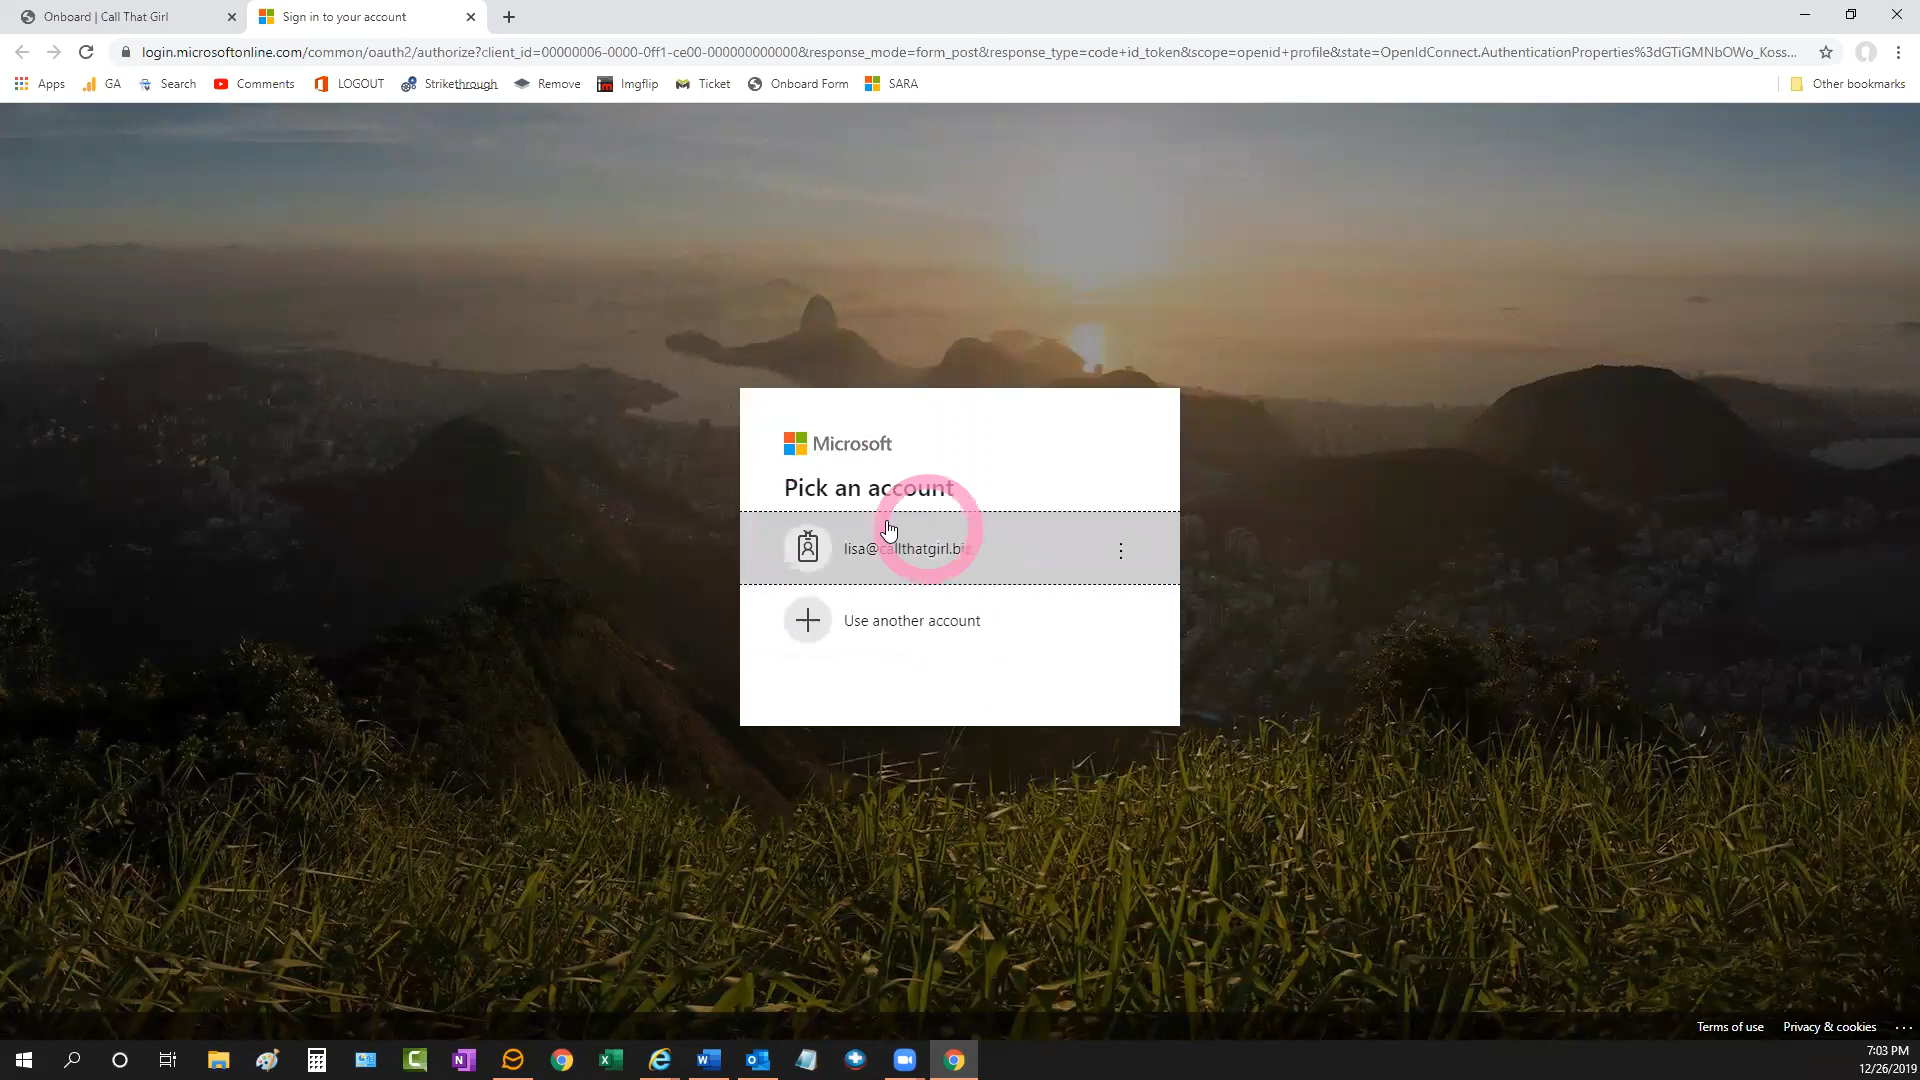 Onboard | Call That Girl
Sign in to your account
login.microsoftonline.com/common/oauth2/authorize?client_id=00000006-0000-0ff1-ce00-000000000000&response_mode=form_post&response_type=code+id_token&scope=openid+profile&state=OpenIdConnect.AuthenticationProperties%3dGTiGMNbOWo_Koss...
Apps GA Search Comments LOGOUT Strikethrough Remove Imgflip Ticket Onboard Form SARA Other bookmarks
Microsoft
Pick an account
lisa@callthatgirl.biz
Use another account
Terms of use Privacy & cookies ...
7:03 PM
12/26/2019